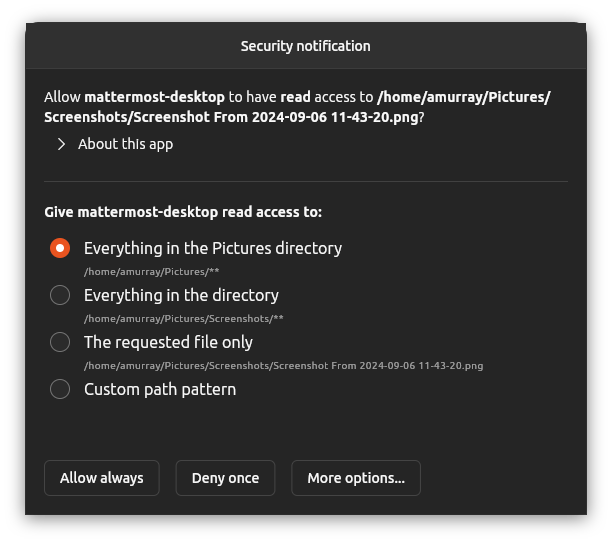 Security notification
Allow mattermost-desktop to have read access to /home/amurray/Pictures/
Screenshots/Screenshot From 2024-09-06 11-43-20.png?
About this app
Give mattermost-desktop read access to:
Everything in the Pictures directory
/home/amurray/Pictures/**
Everything in the directory
/home/amurray/Pictures/Screenshots/**
The requested file only
/home/amurray/Pictures/Screenshots/Screenshot From 2024-09-06 11-43-20.png
Custom path pattern
Allow always
Deny once
More options...